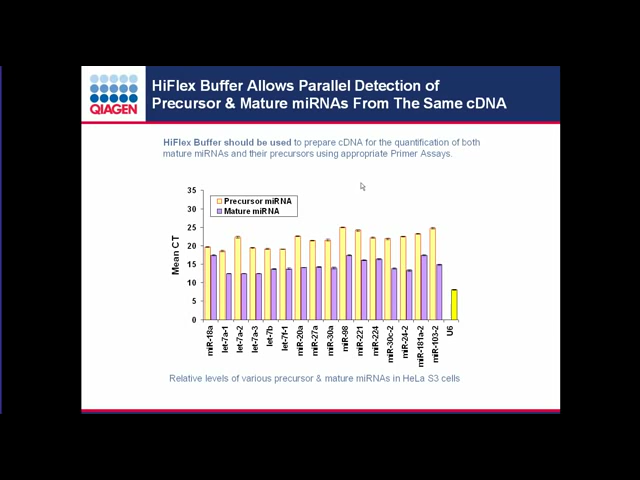 QIAGEN
HiFlex Buffer Allows Parallel Detection of
Precursor & Mature miRNAs From The Same cDNA
HiFlex Buffer should be used to prepare cDNA for the quantification of both
mature miRNAs and their precursors using appropriate Primer Assays.
35
30
25
20
15
10
5
0
Mean CT
Precursor miRNA
Mature miRNA
miR-18a
let-7a-1
let-7a-2
let-7a-3
let-7b
let-7f-1
miR-20a
miR-27a
miR-30a
miR-98
miR-221
miR-224
miR-30c-2
miR-24-2
miR-181a-2
miR-103-2
U6
Relative levels of various precursor & mature miRNAs in HeLa S3 cells